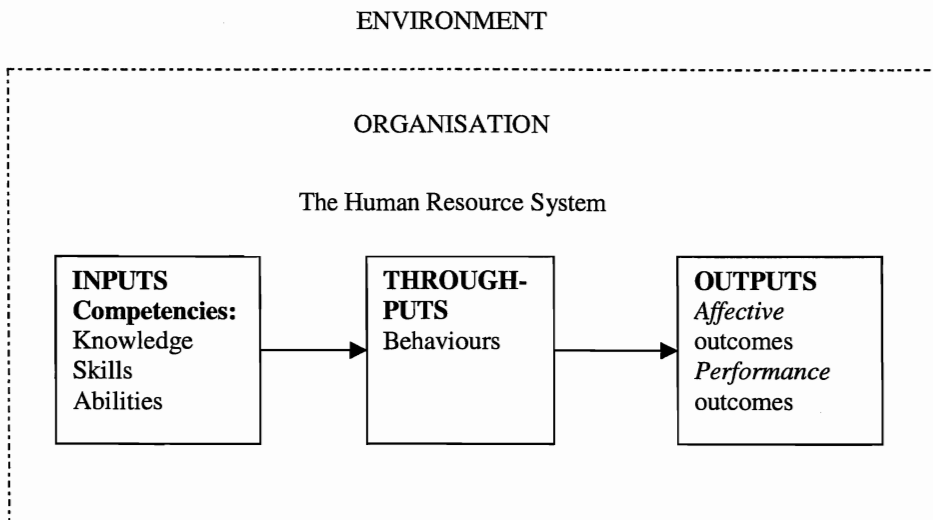 ENVIRONMENT
ORGANISATION
The Human Resource System
INPUTS
Competencies:
Knowledge
Skills
Abilities
THROUGH-
PUTS
Behaviours
OUTPUTS
Affective
outcomes
Performance
outcomes